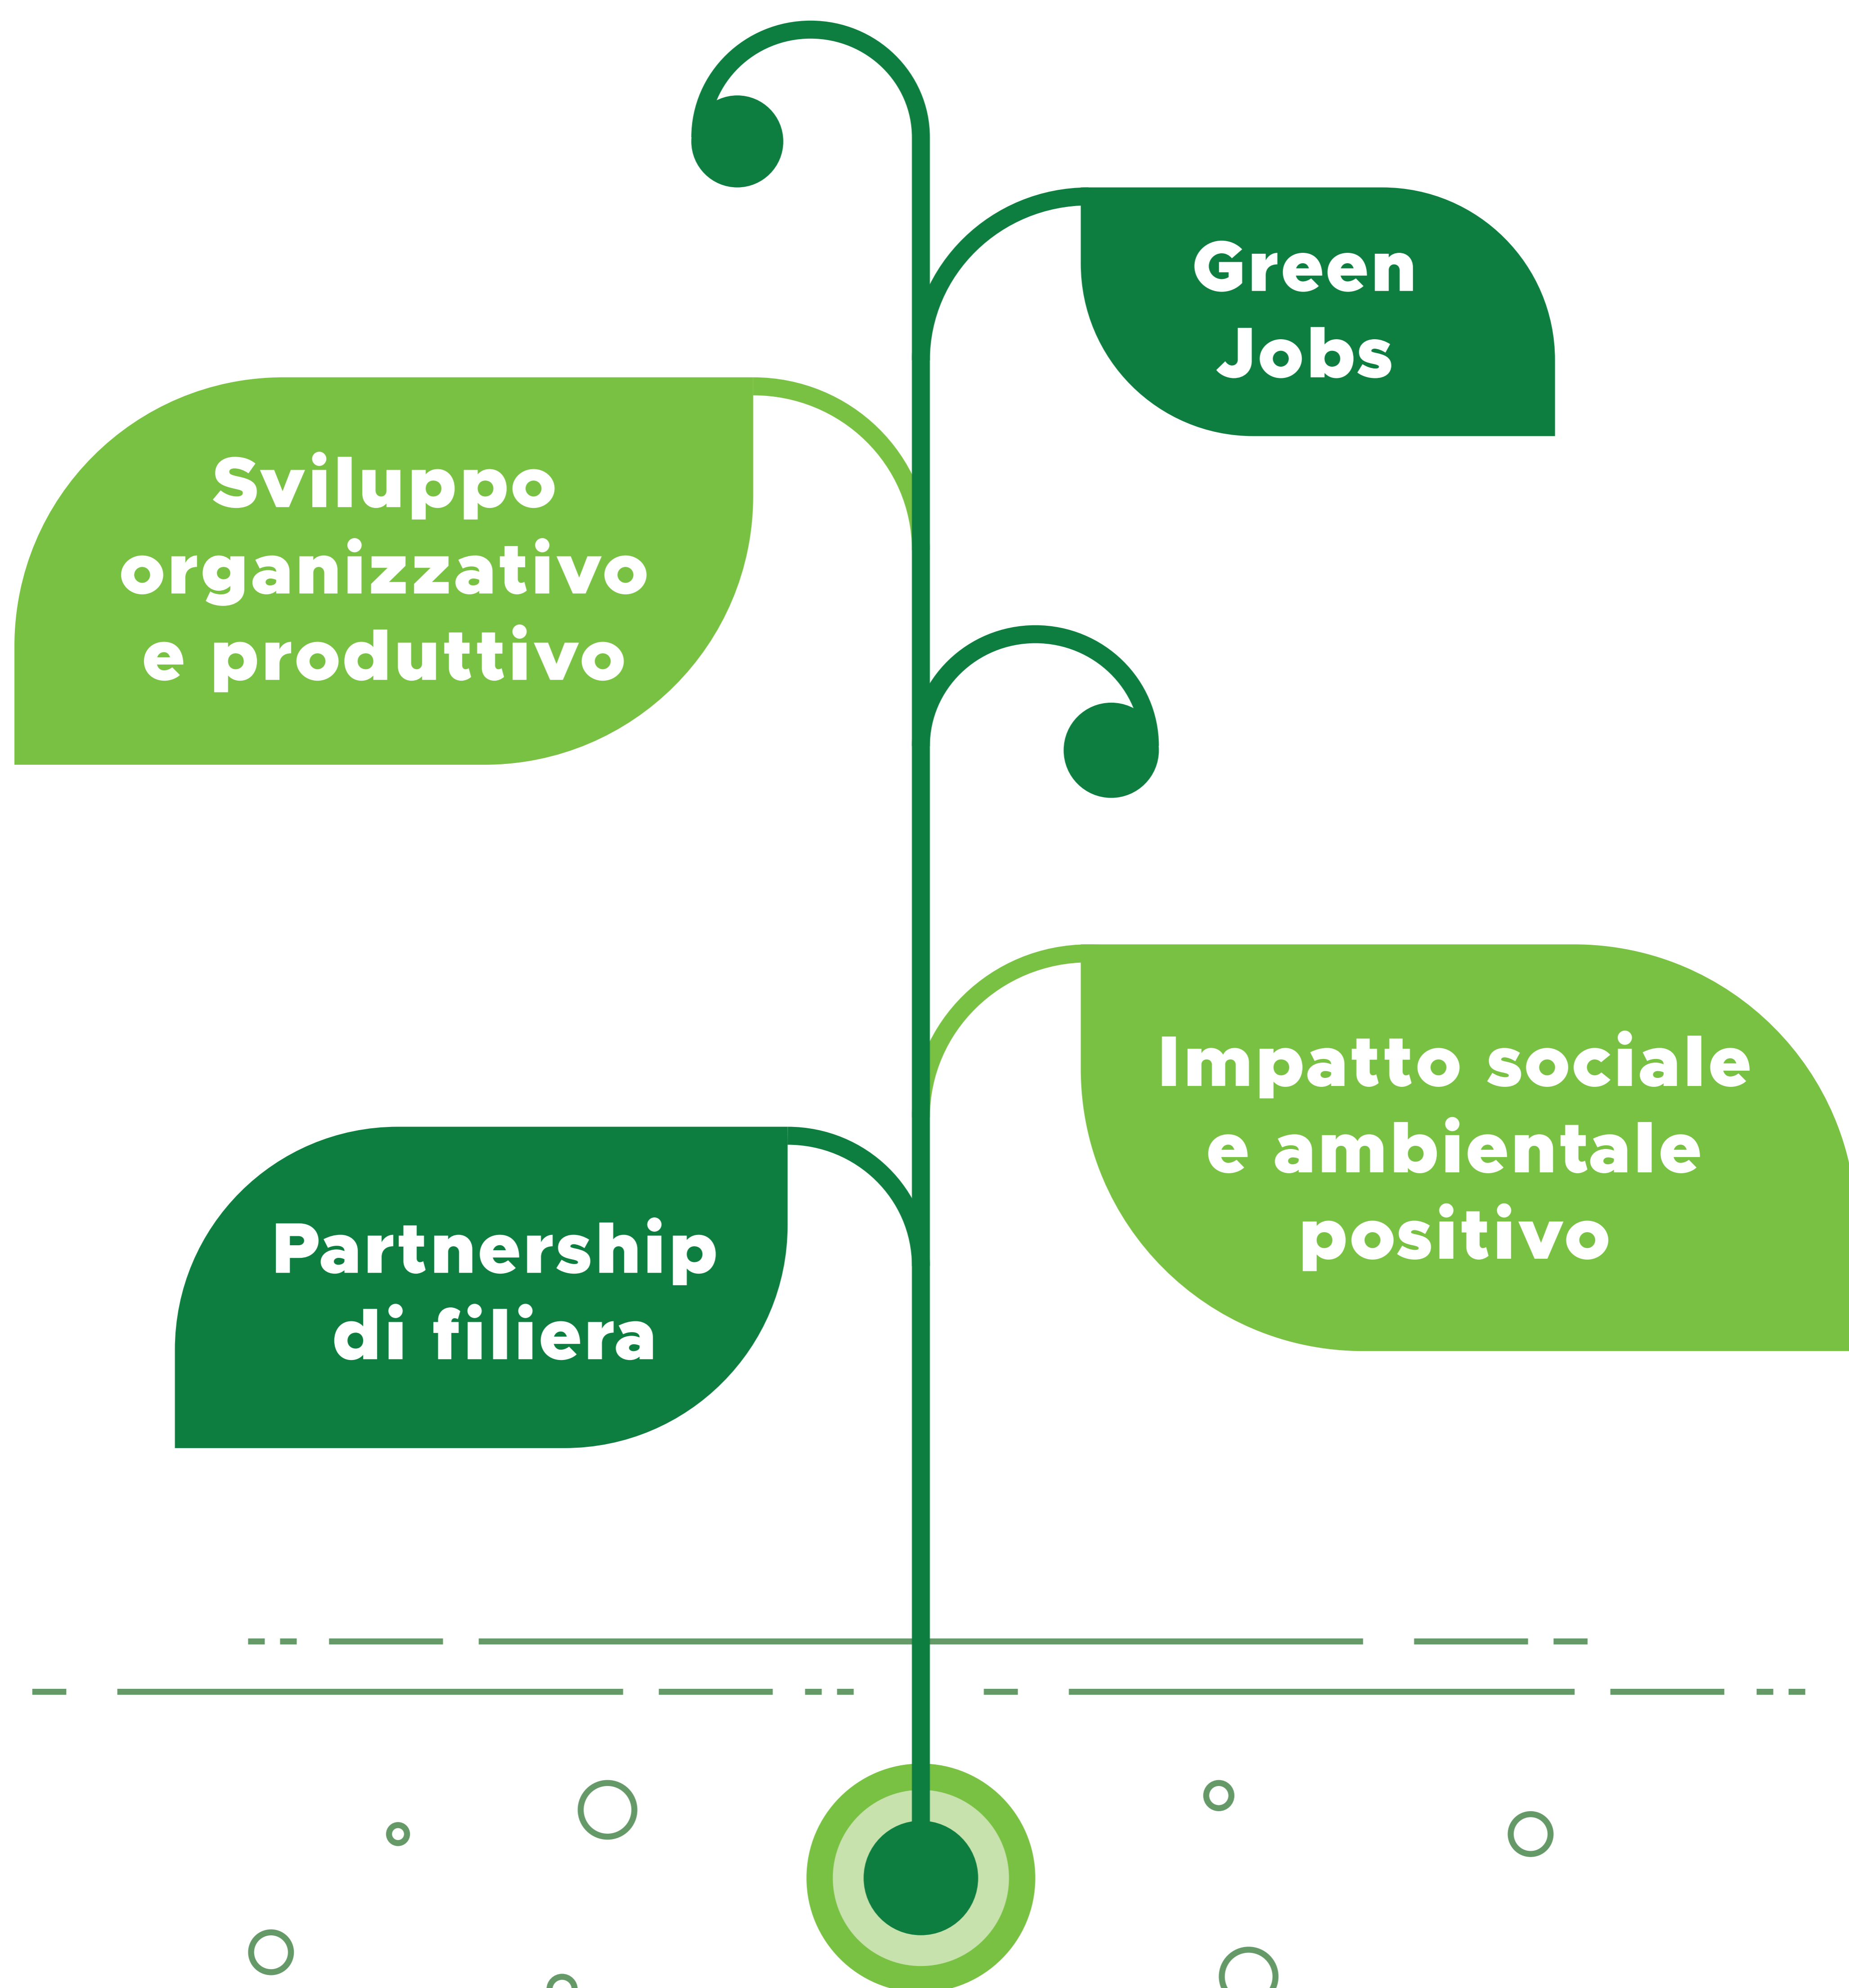 Green
Jobs
Sviluppo
organizzativo
e produttivo
Impatto sociale
e ambientale
positivo
Partnership
di filiera